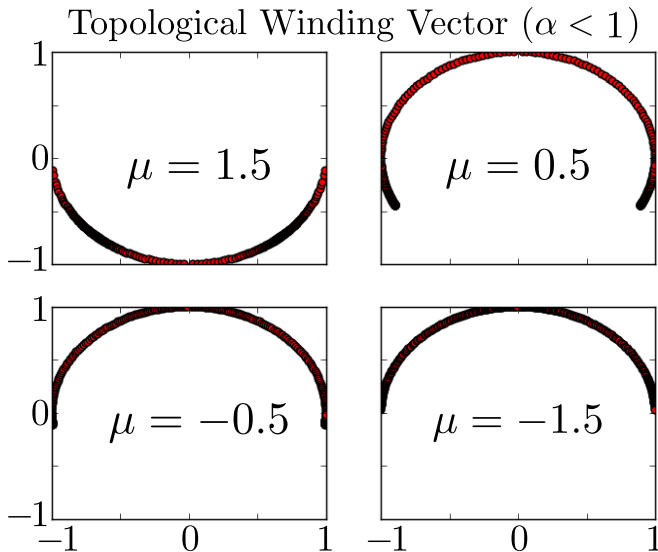 Topological Winding Vector (α < 1)
1
0
−1
μ = 1.5
μ = 0.5
1
0
−1
μ = −0.5
μ = −1.5
−1 0 1
−1 0 1